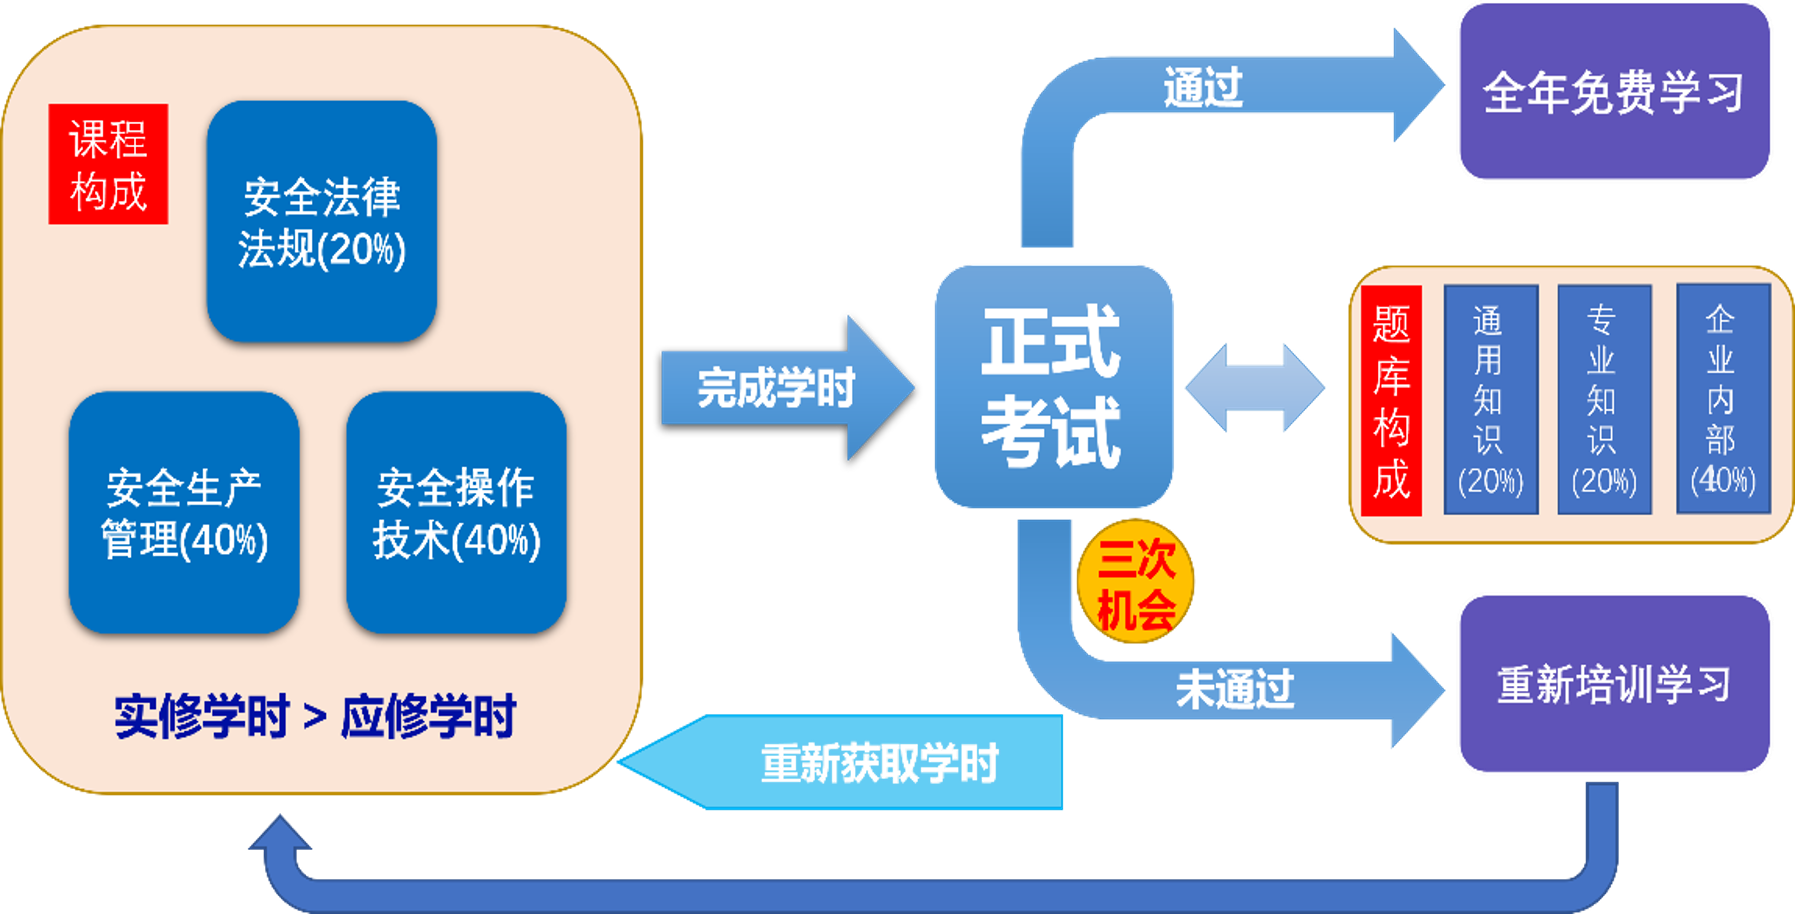 课程
构成
安全法律
法规(20%)
安全生产
管理(40%)
安全操作
技术(40%)
实修学时 > 应修学时
完成学时
正式
考试
通过
全年免费学习
题库构成
通用知识
(20%)
专业知识
(20%)
企业内部
(40%)
三次
机会
未通过
重新培训学习
重新获取学时